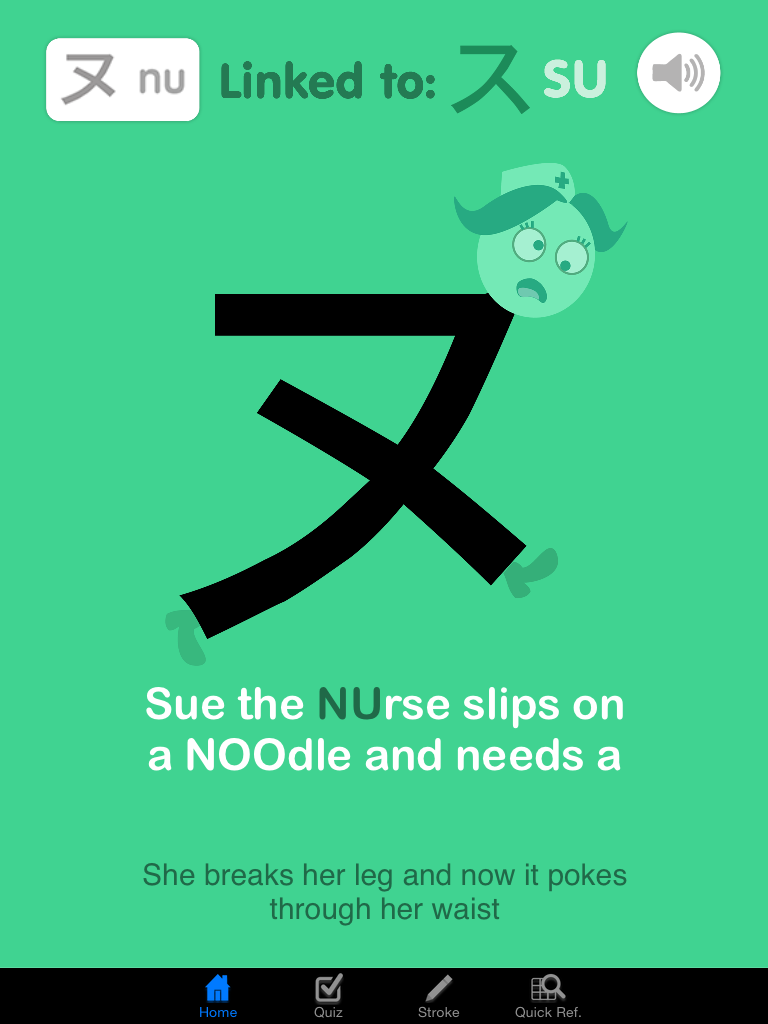 ヌ nu Linked to: ス SU
ヌ
Sue the NUrse slips on
a NOOdle and needs a
She breaks her leg and now it pokes
through her waist
Home Quiz Stroke Quick Ref.